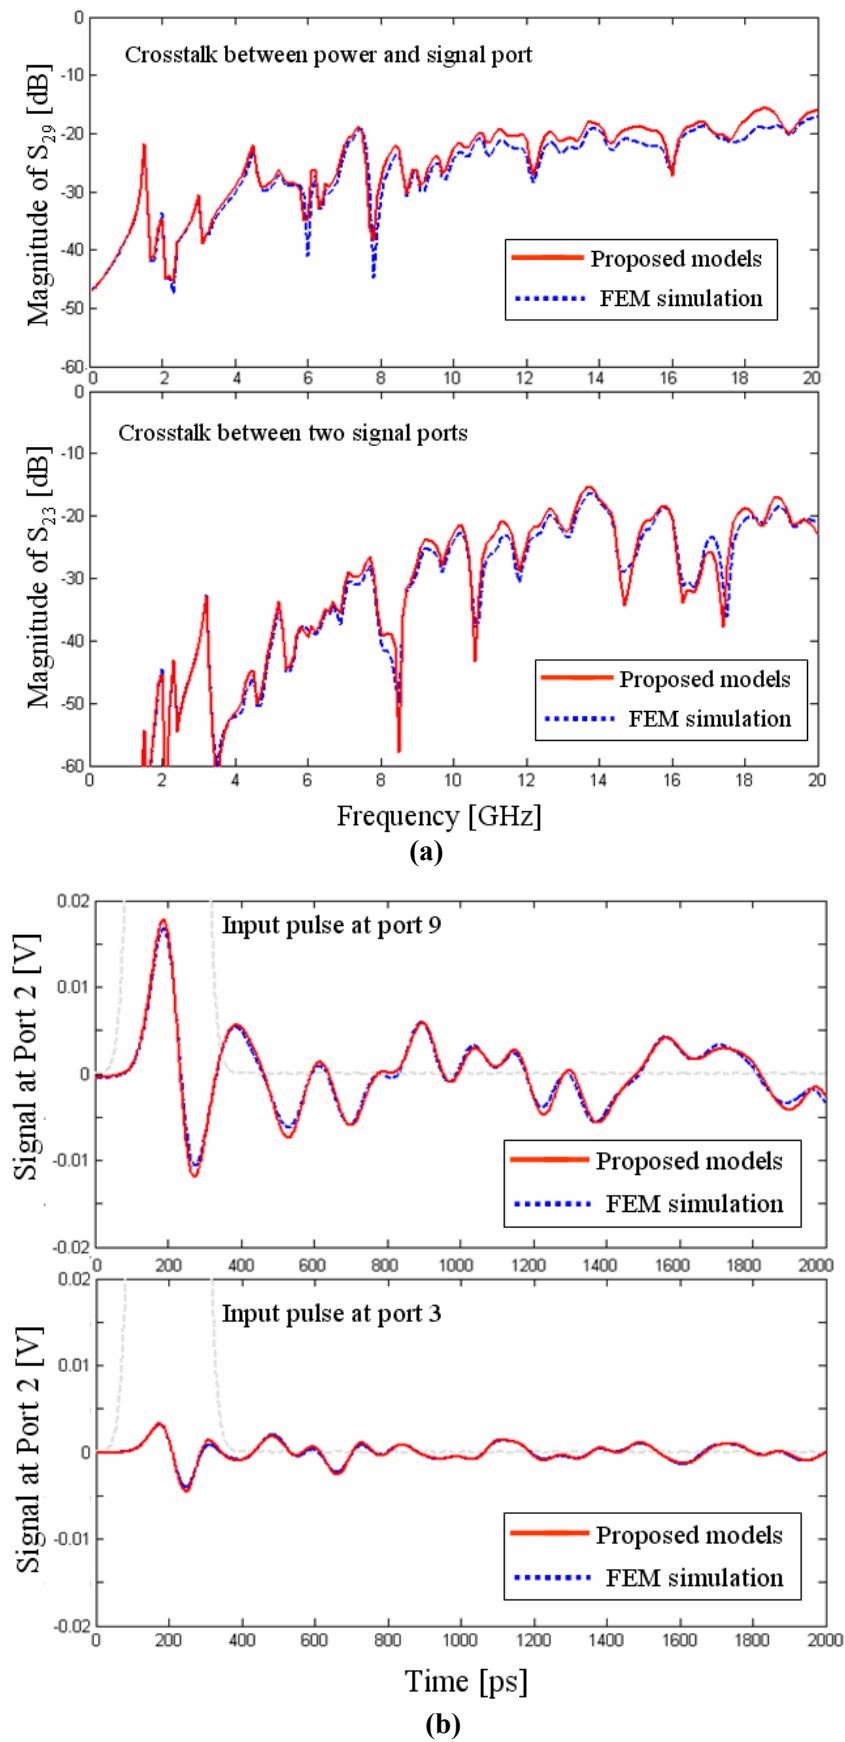 Crosstalk between power and signal port
Magnitude of S29 [dB]
0
-10
-20
-30
-40
-50
-60
Proposed models
FEM simulation
0 2 4 6 8 10 12 14 16 18 20
Crosstalk between two signal ports
Magnitude of S23 [dB]
0
-10
-20
-30
-40
-50
-60
Proposed models
FEM simulation
0 2 4 6 8 10 12 14 16 18 20
Frequency [GHz]
(a)
Input pulse at port 9
Signal at Port 2 [V]
0.02
0.01
0
-0.01
-0.02
Proposed models
FEM simulation
0 200 400 600 800 1000 1200 1400 1600 1800 2000
Input pulse at port 3
Signal at Port 2 [V]
0.02
0.01
0
-0.01
-0.02
Proposed models
FEM simulation
0 200 400 600 800 1000 1200 1400 1600 1800 2000
Time [ps]
(b)